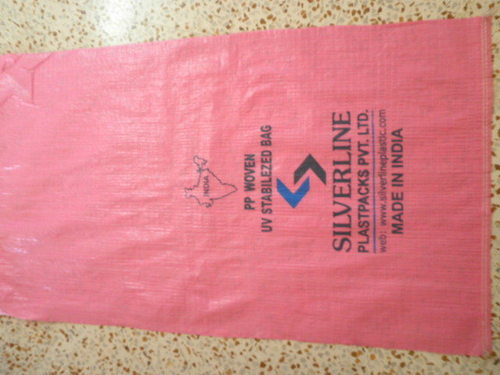 INDIA
PP WOVEN
UV STABILEZED BAG
SILVERLINE
PLASTPACKS PVT. LTD.
web: www.silverlineplastic.com
MADE IN INDIA